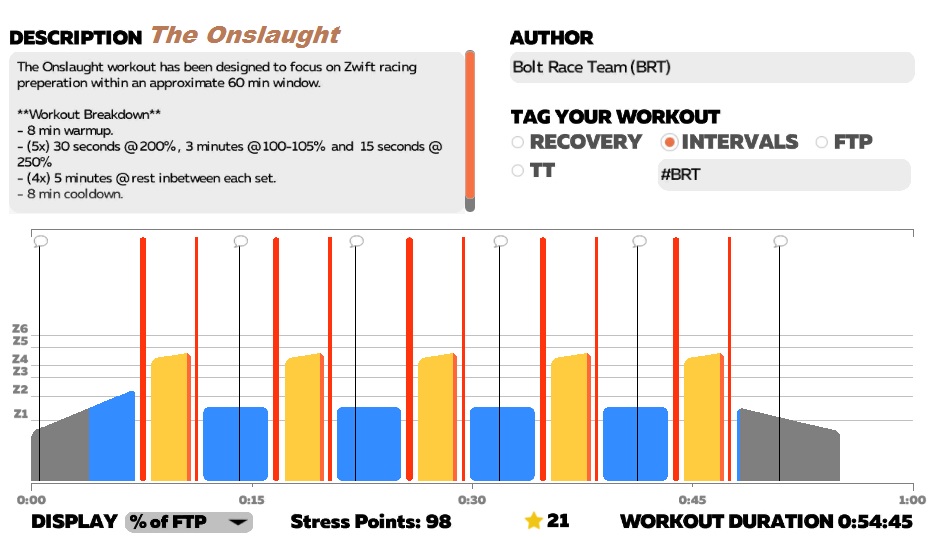 DESCRIPTION The Onslaught
The Onslaught workout has been designed to focus on Zwift racing
preperation within an approximate 60 min window.
**Workout Breakdown**
- 8 min warmup.
- (5x) 30 seconds @200%, 3 minutes @100-105% and 15 seconds @
250%
- (4x) 5 minutes @rest inbetween each set.
- 8 min cooldown.
AUTHOR
Bolt Race Team (BRT)
TAG YOUR WORKOUT
RECOVERY INTERVALS FTP
TT #BRT
Z6
Z5
Z4
Z3
Z2
Z1
0:00 0:15 0:30 0:45 1:00
DISPLAY % of FTP Stress Points: 98 21 WORKOUT DURATION 0:54:45